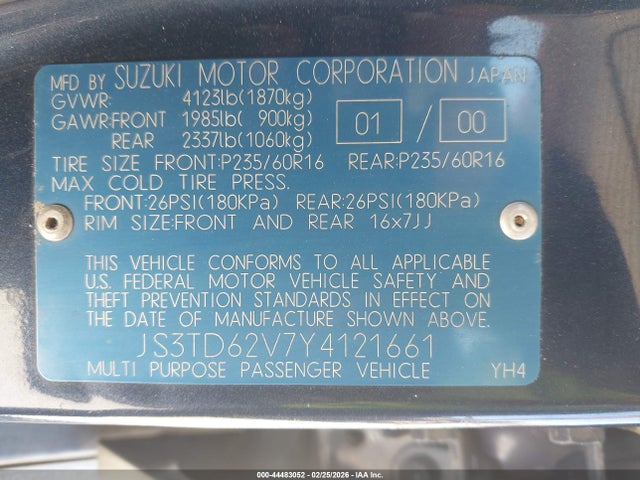 MFD BY SUZUKI MOTOR CORPORATION JAPAN
GVWR: 4123lb(1870kg)
GAWR:FRONT 1985lb( 900kg) 01 / 00
REAR 2337lb(1060kg)
TIRE SIZE FRONT:P235/60R16 REAR:P235/60R16
MAX COLD TIRE PRESS.
FRONT:26PSI(180KPa) REAR:26PSI(180KPa)
RIM SIZE:FRONT AND REAR 16x7JJ
THIS VEHICLE CONFORMS TO ALL APPLICABLE
U.S. FEDERAL MOTOR VEHICLE SAFETY AND
THEFT PREVENTION STANDARDS IN EFFECT ON
THE DATE OF MANUFACTURE SHOWN ABOVE.
JS3TD62V7Y4121661
MULTI PURPOSE PASSENGER VEHICLE YH4
000-44483052 - 02/25/2026 - IAA Inc.